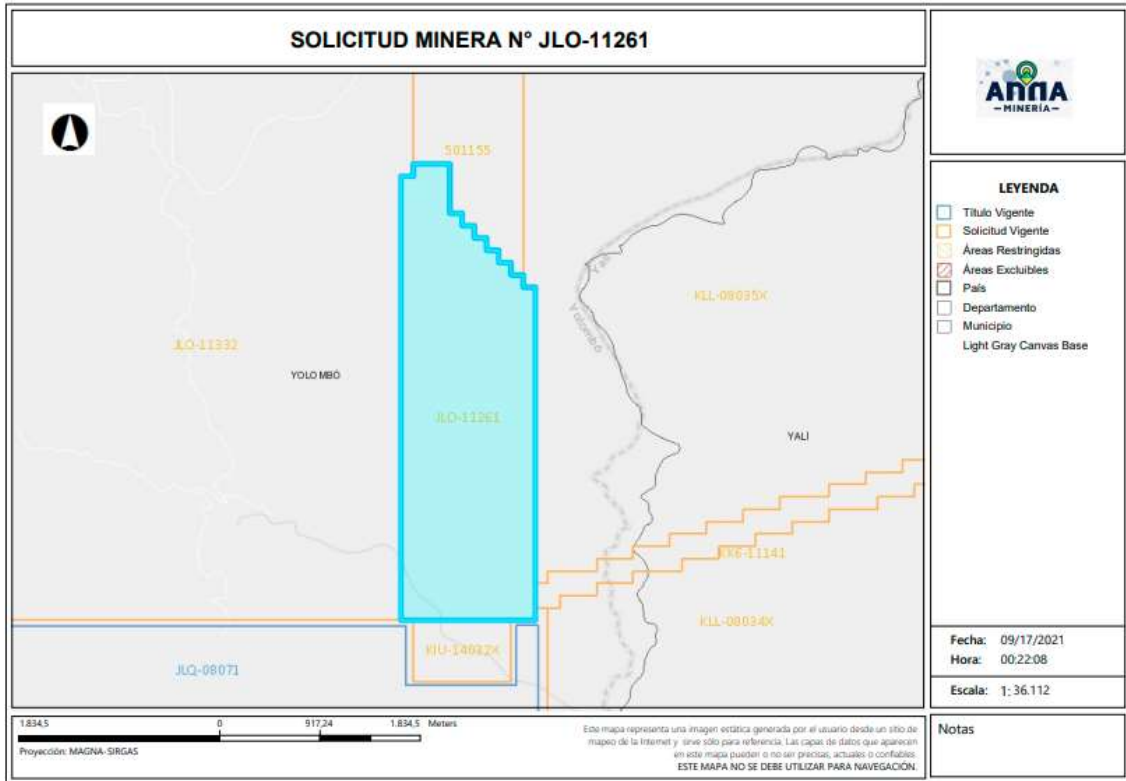 SOLICITUD MINERA N° JLO-11261
ANNA
–MINERÍA–
501155
Yalí
Yolombó
KLL-08035X
JLO-11332
YOLOMBÓ
JLO-11261
YALÍ
KK6-11141
KLL-08034X
KIU-14032X
JLQ-08071
LEYENDA
Título Vigente
Solicitud Vigente
Áreas Restringidas
Áreas Excluibles
País
Departamento
Municipio
Light Gray Canvas Base
Fecha: 09/17/2021
Hora: 00:22:08
Escala: 1: 36.112
Notas
1.834,5 0 917,24 1.834,5 Meters
Proyección: MAGNA-SIRGAS
Este mapa representa una imagen estática generada por el usuario desde un sitio de
mapeo de la Internet y sirve sólo para referencia. Las capas de datos que aparecen
en este mapa pueden o no ser precisas, actuales o confiables.
ESTE MAPA NO SE DEBE UTILIZAR PARA NAVEGACIÓN.